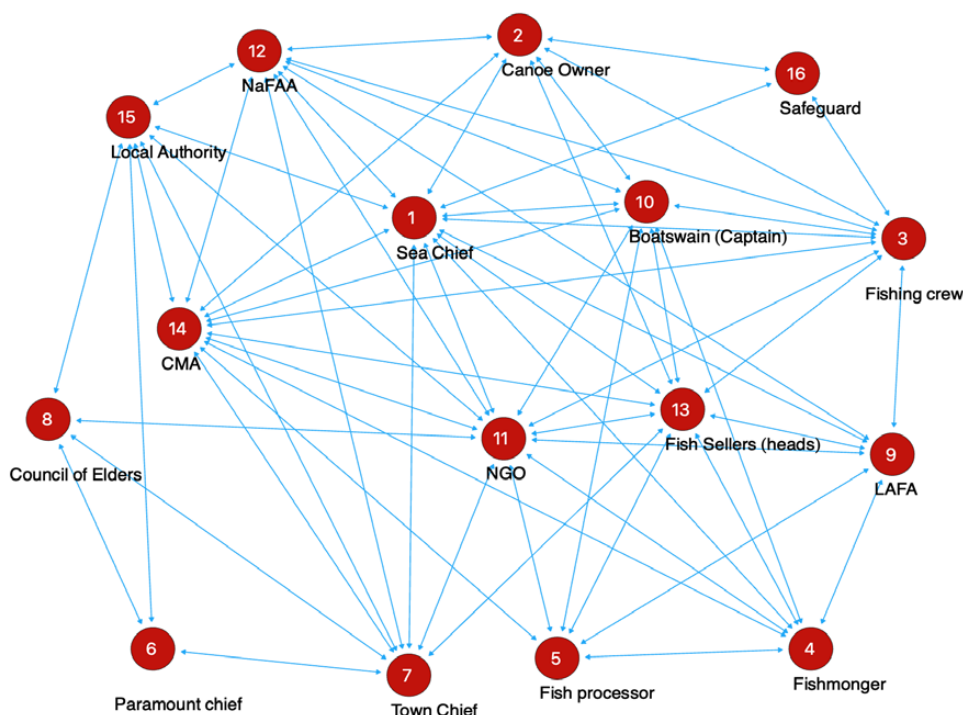 2
Canoe Owner
12
NaFAA
16
Safeguard
15
Local Authority
10
Boatswain (Captain)
1
Sea Chief
3
Fishing crew
14
CMA
13
Fish Sellers (heads)
8
Council of Elders
11
NGO
9
LAFA
6
Paramount chief
4
Fishmonger
5
Fish processor
7
Town Chief